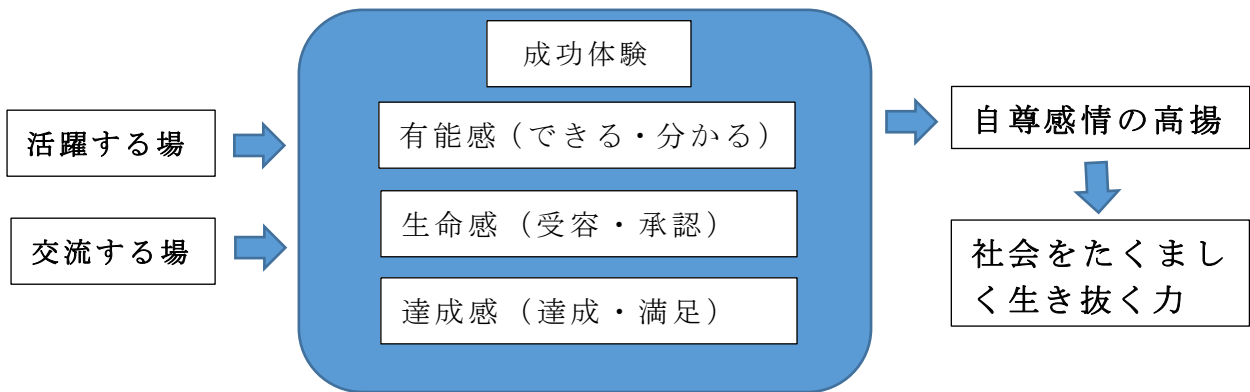 活躍する場
交流する場
成功体験
有能感（できる・分かる）
生命感（受容・承認）
達成感（達成・満足）
自尊感情の高揚
社会をたくまし
く生き抜く力